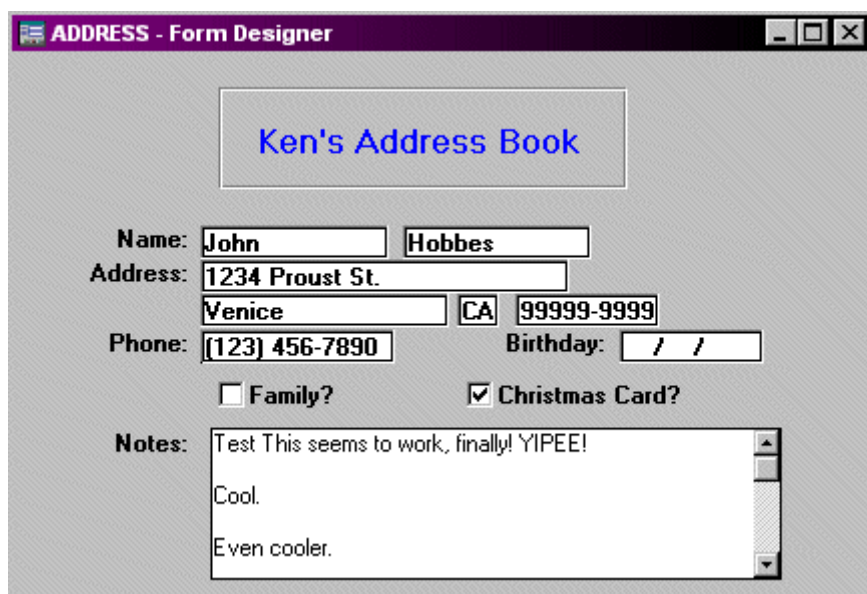 ADDRESS - Form Designer
Ken's Address Book
Name: John Hobbes
Address: 1234 Proust St.
Venice CA 99999-9999
Phone: (123) 456-7890 Birthday: / /
Family? Christmas Card?
Notes: Test This seems to work, finally! YIPEE!
Cool.
Even cooler.